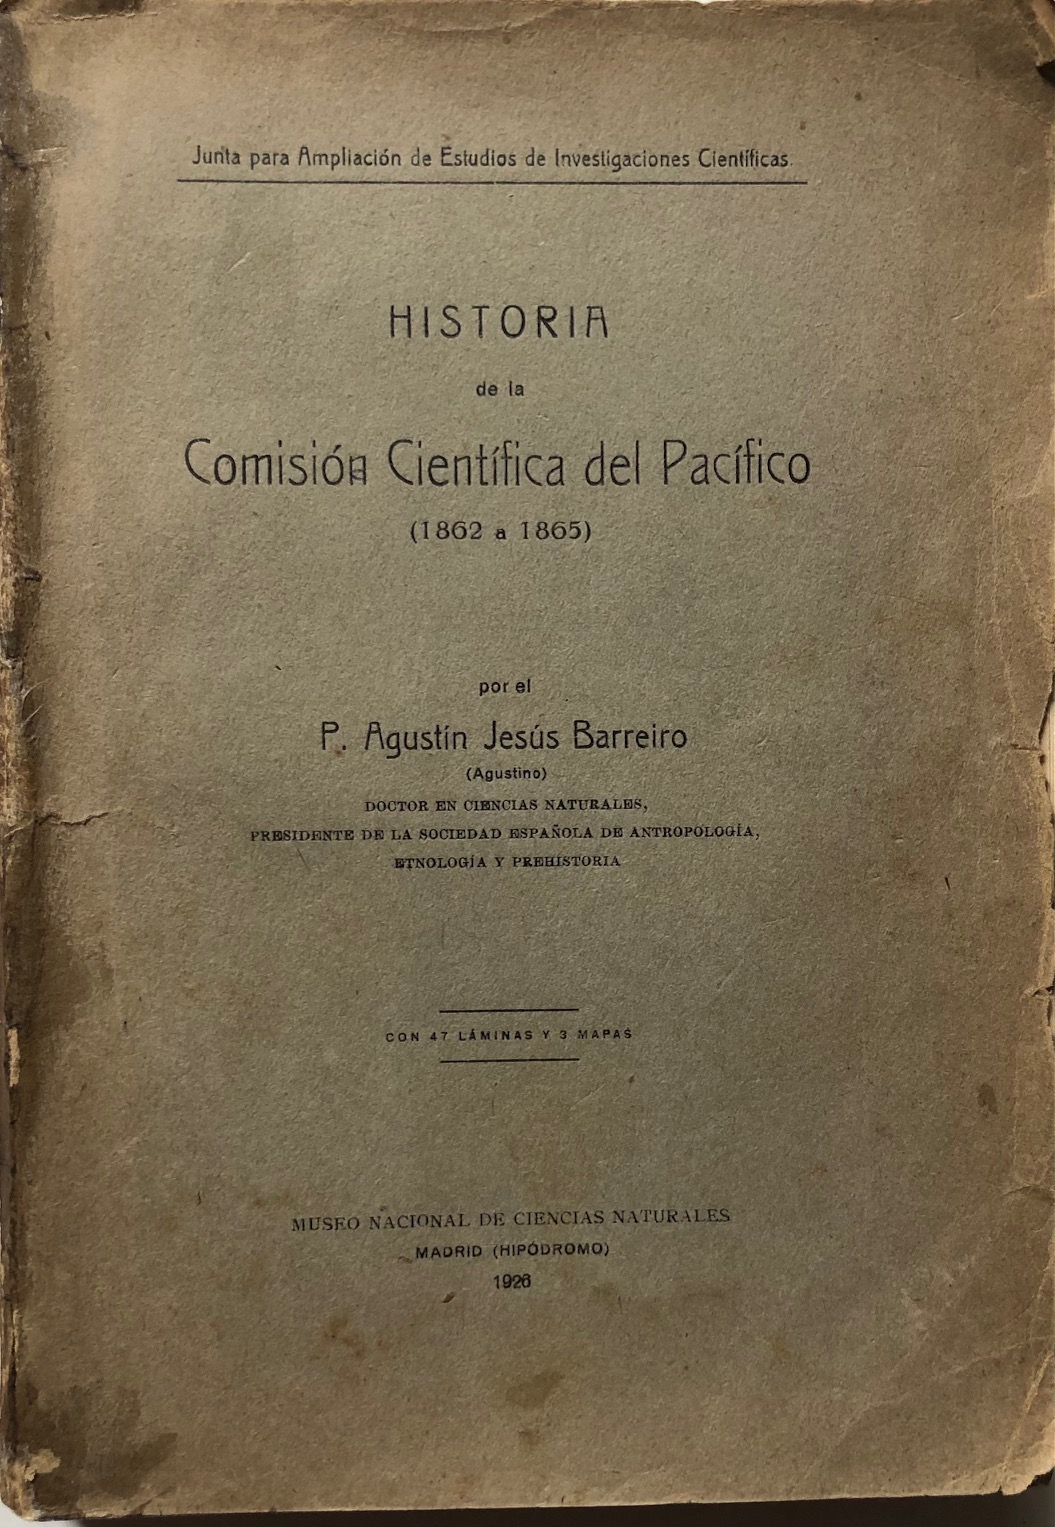 Junta para Ampliación de Estudios de Investigaciones Científicas.
HISTORIA
de la
Comisión Científica del Pacífico
(1862 a 1865)
por el
P. Agustín Jesús Barreiro
(Agustino)
DOCTOR EN CIENCIAS NATURALES,
PRESIDENTE DE LA SOCIEDAD ESPAÑOLA DE ANTROPOLOGÍA,
ETNOLOGÍA Y PREHISTORIA
CON 47 LÁMINAS Y 3 MAPAS
MUSEO NACIONAL DE CIENCIAS NATURALES
MADRID (HIPÓDROMO)
1926